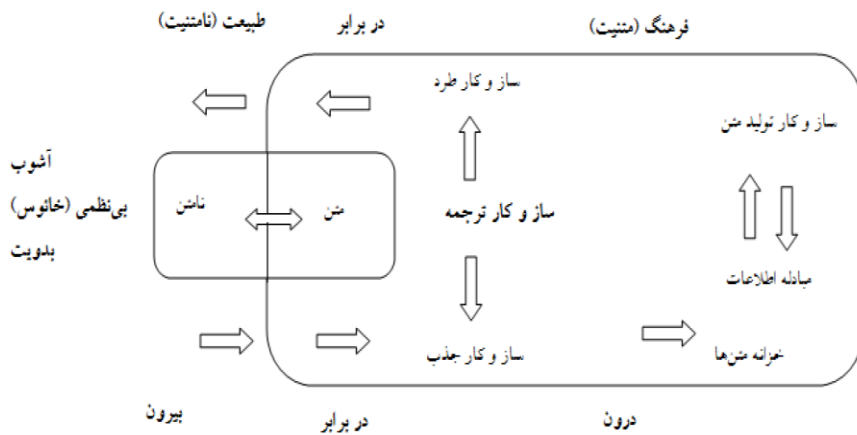 فرهنگ (متنیت)
در برابر
طبیعت (نامتنیت)
ساز و کار طرد
ساز و کار تولید متن
آشوب
بی‌نظمی (خائوس)
بدویت
نامتن
متن
ساز و کار ترجمه
مبادله اطلاعات
ساز و کار جذب
خزانه متن‌ها
درون
در برابر
بیرون